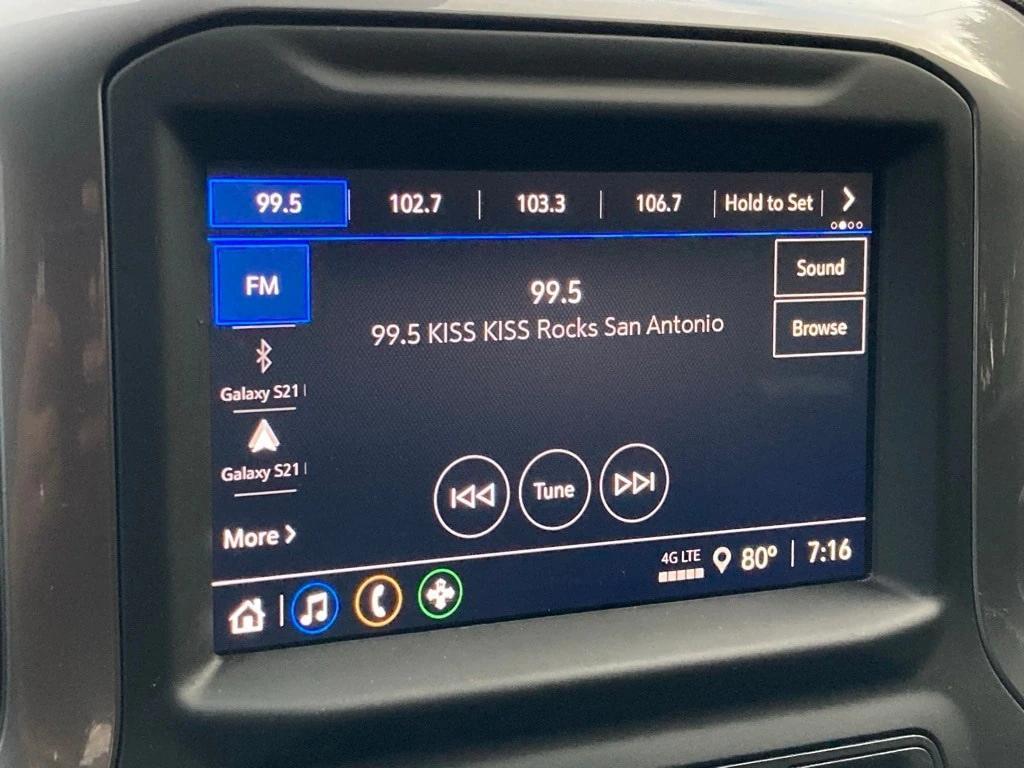 99.5 102.7 103.3 106.7 Hold to Set
FM
99.5
99.5 KISS KISS Rocks San Antonio
Sound
Browse
Galaxy S21
Galaxy S21
More
Tune
4G LTE 80° 7:16